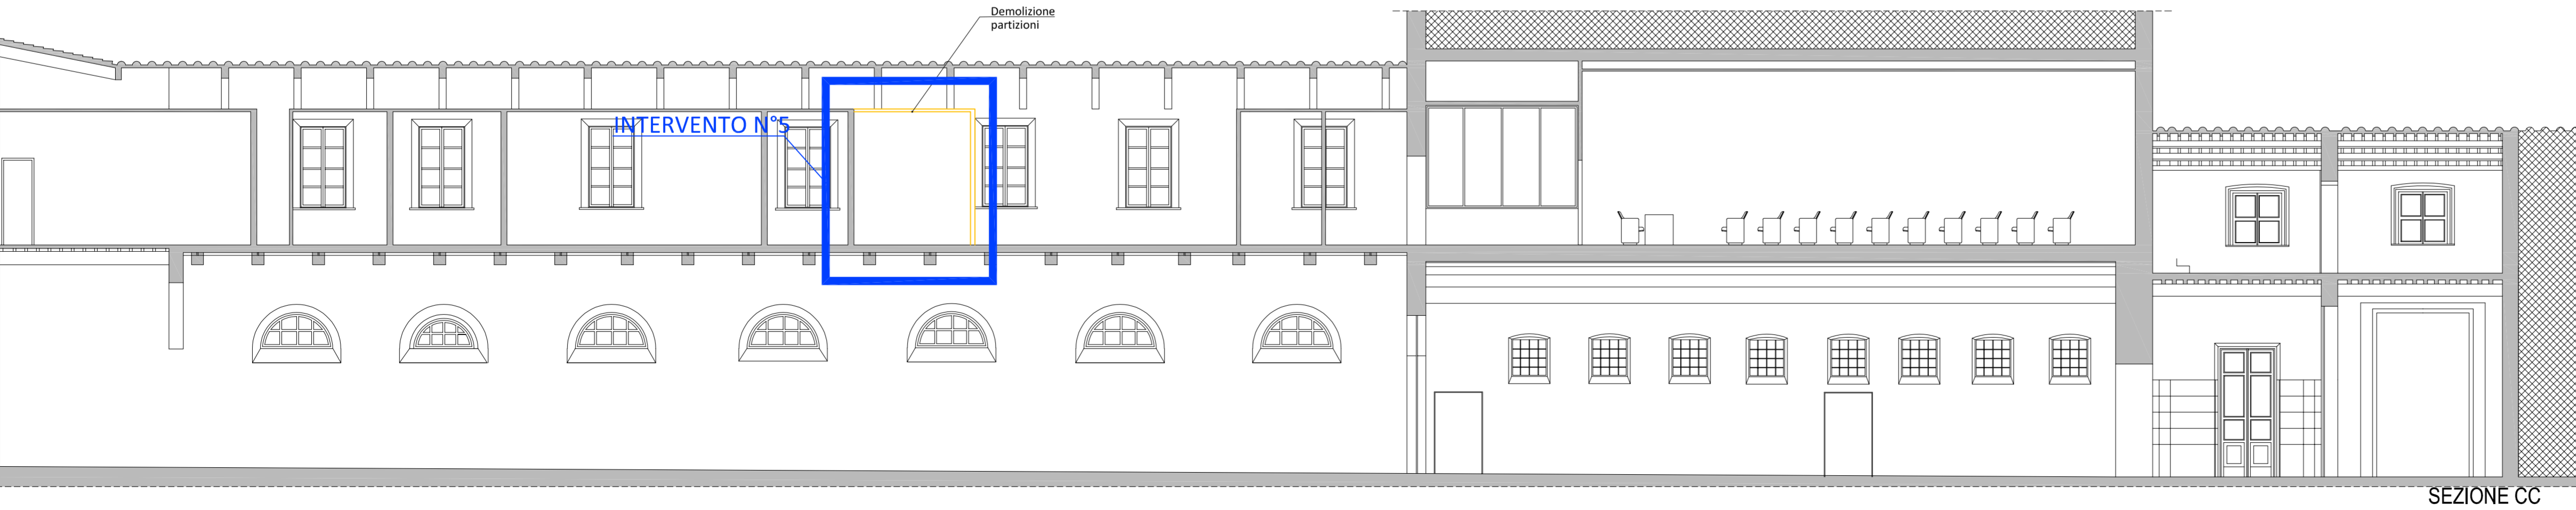 Demolizione
partizioni
INTERVENTO N°5
SEZIONE CC